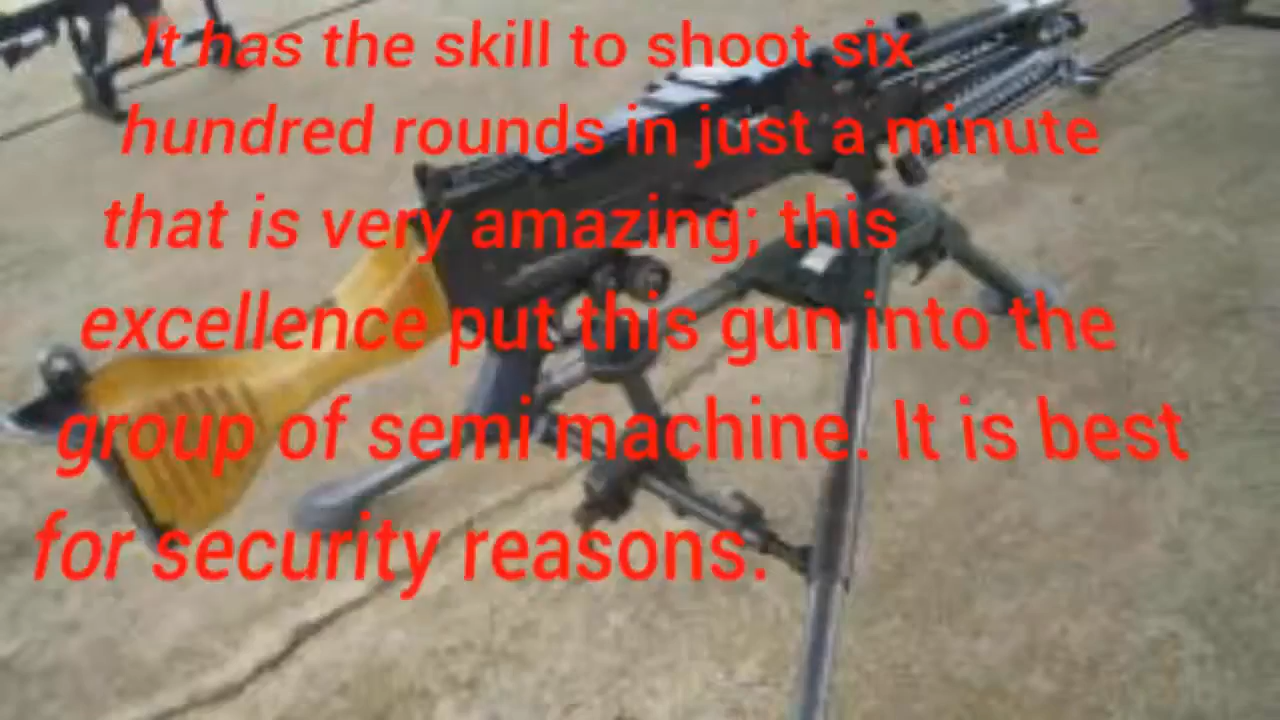 It has the skill to shoot six
hundred rounds in just a minute
that is very amazing; this
excellence put this gun into the
group of semi machine. It is best
for security reasons.